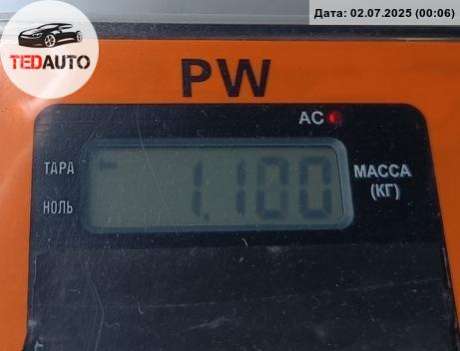 TEDAUTO
Дата: 02.07.2025 (00:06)
PW
AC
ТАРА
НОЛЬ
1.100
МАССА
(КГ)